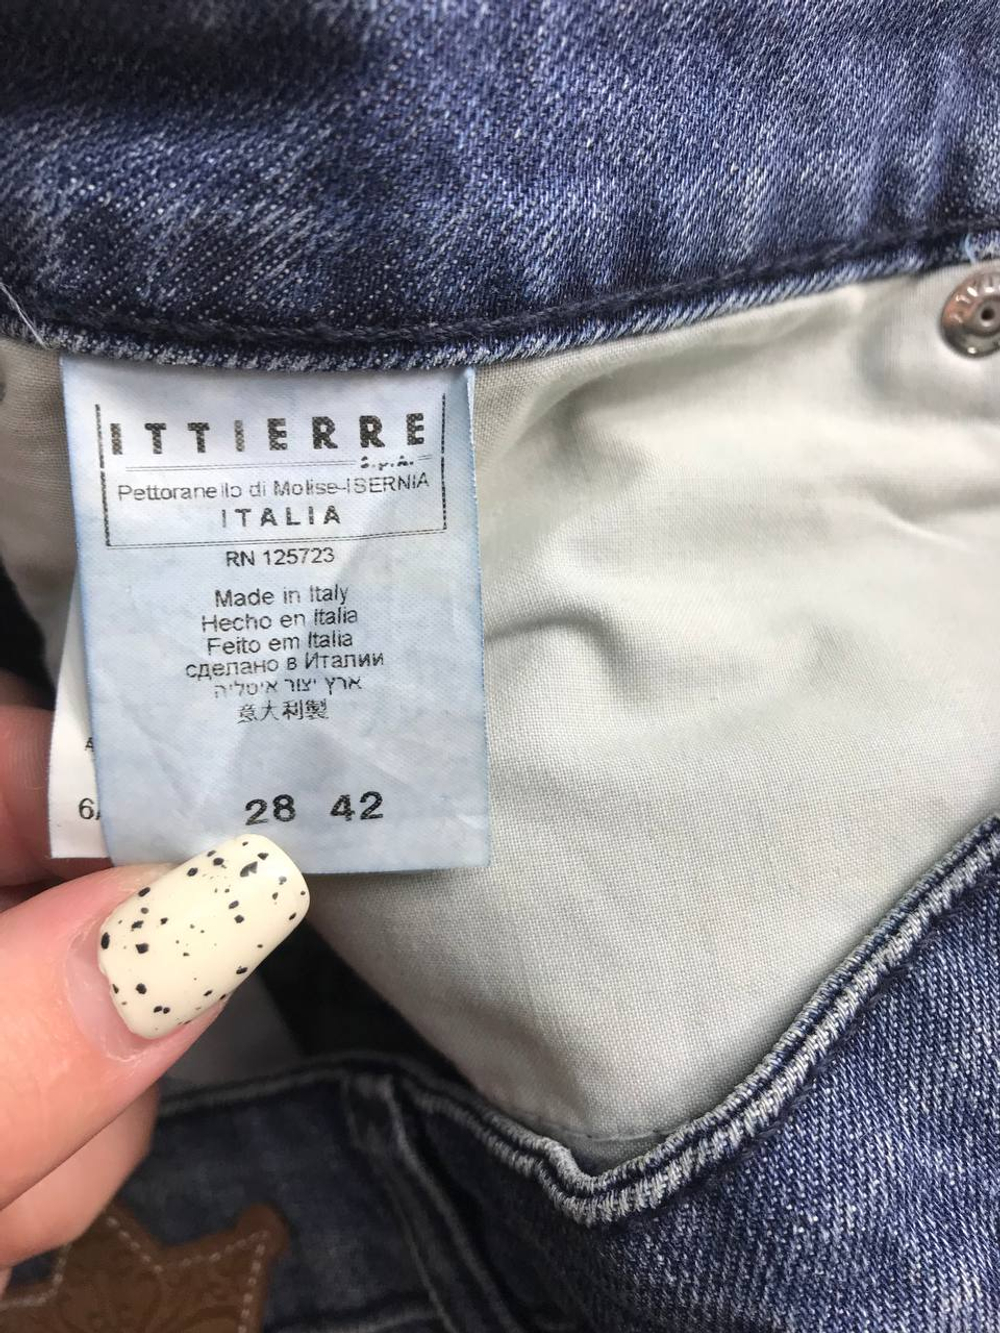 ITTIERRE
S.p.A.
Pettoranello di Molise-ISERNIA
ITALIA
RN 125723
Made in Italy
Hecho en Italia
Feito em Italia
сделано в Италии
ארץ יצור איטליה
意大利製
28 42
A
6